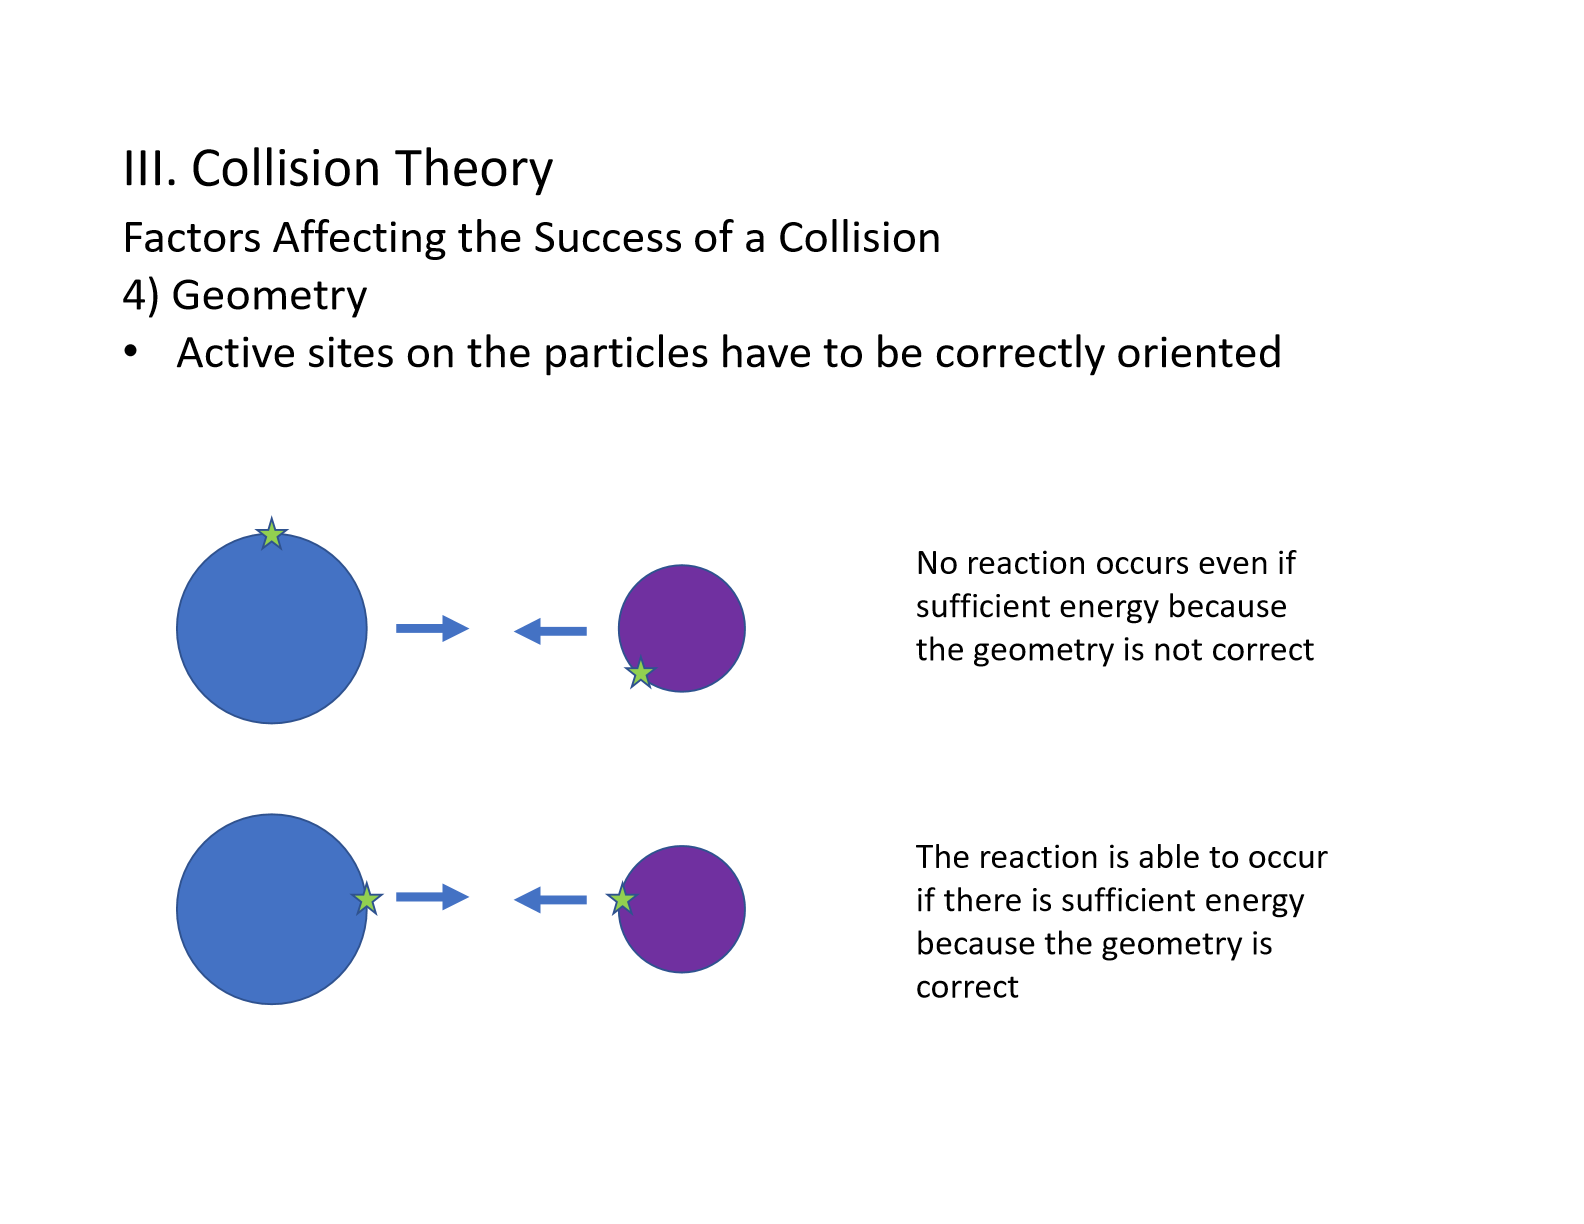 III. Collision Theory
Factors Affecting the Success of a Collision
4) Geometry
• Active sites on the particles have to be correctly oriented
No reaction occurs even if
sufficient energy because
the geometry is not correct
The reaction is able to occur
if there is sufficient energy
because the geometry is
correct